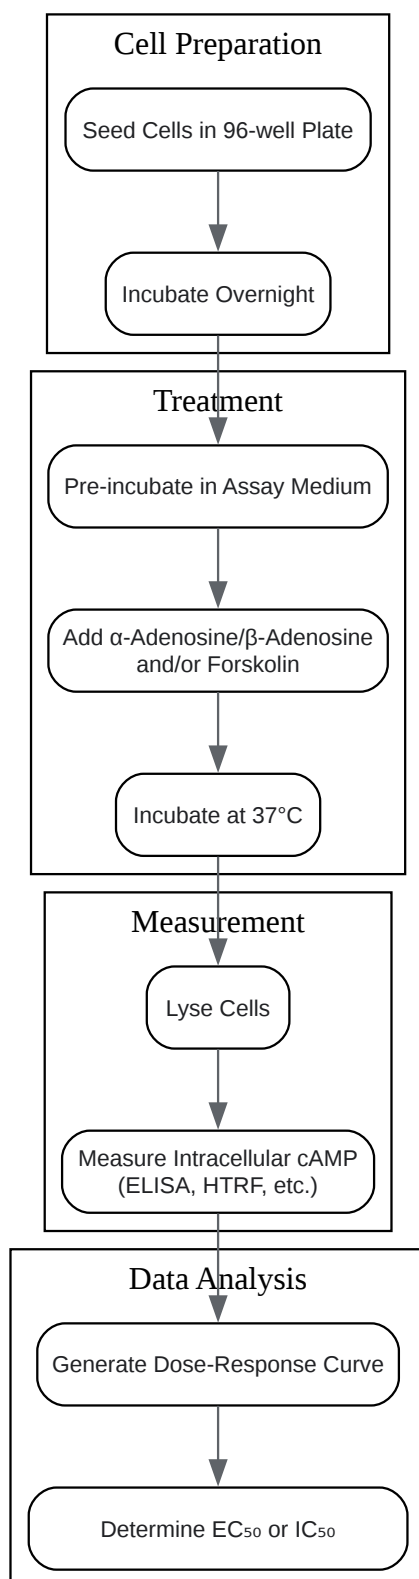 Cell Preparation
Seed Cells in 96-well Plate
Incubate Overnight
Treatment
Pre-incubate in Assay Medium
Add α-Adenosine/β-Adenosine
and/or Forskolin
Incubate at 37°C
Measurement
Lyse Cells
Measure Intracellular cAMP
(ELISA, HTRF, etc.)
Data Analysis
Generate Dose-Response Curve
Determine EC₅₀ or IC₅₀